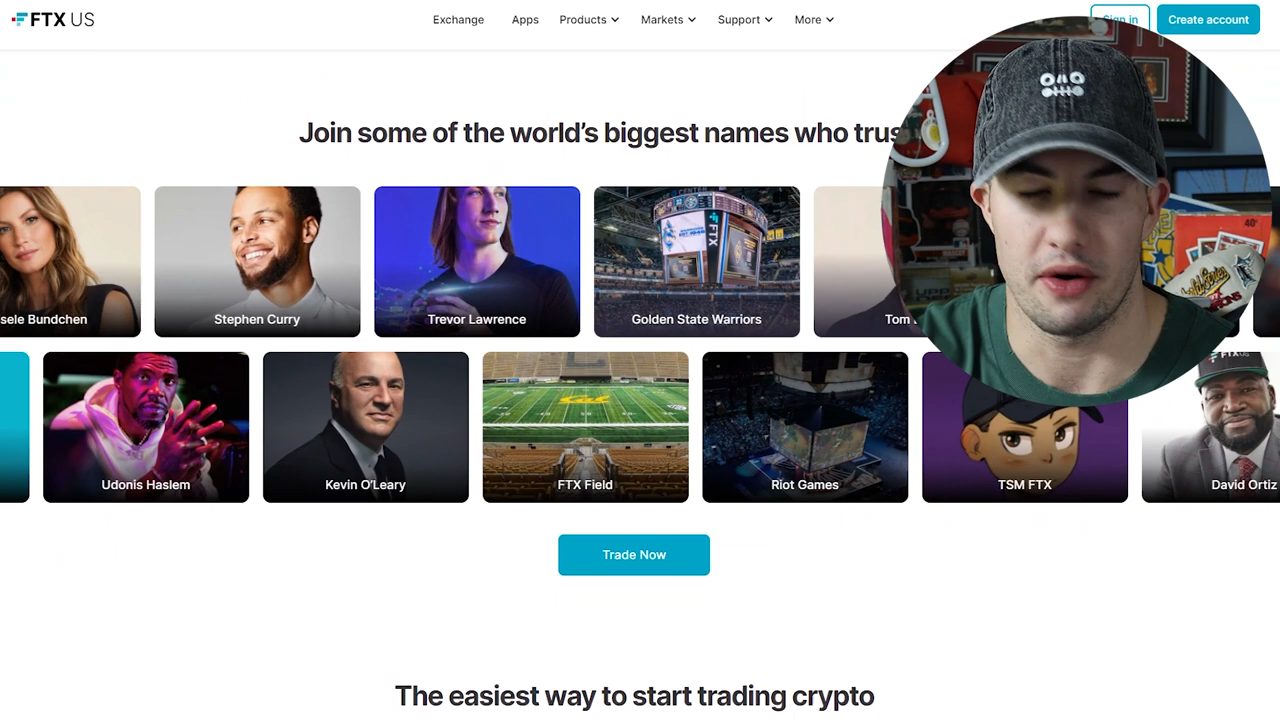 FTX US
Exchange
Apps
Products
Markets
Support
More
Sign in
Create account
Join some of the world's biggest names who
sele Bundchen
Stephen Curry
Trevor Lawrence
Golden State Warriors
Tom
Udonis Haslem
Kevin O'Leary
FTX Field
Riot Games
TSM FTX
David Ortiz
Trade Now
The easiest way to start trading crypto